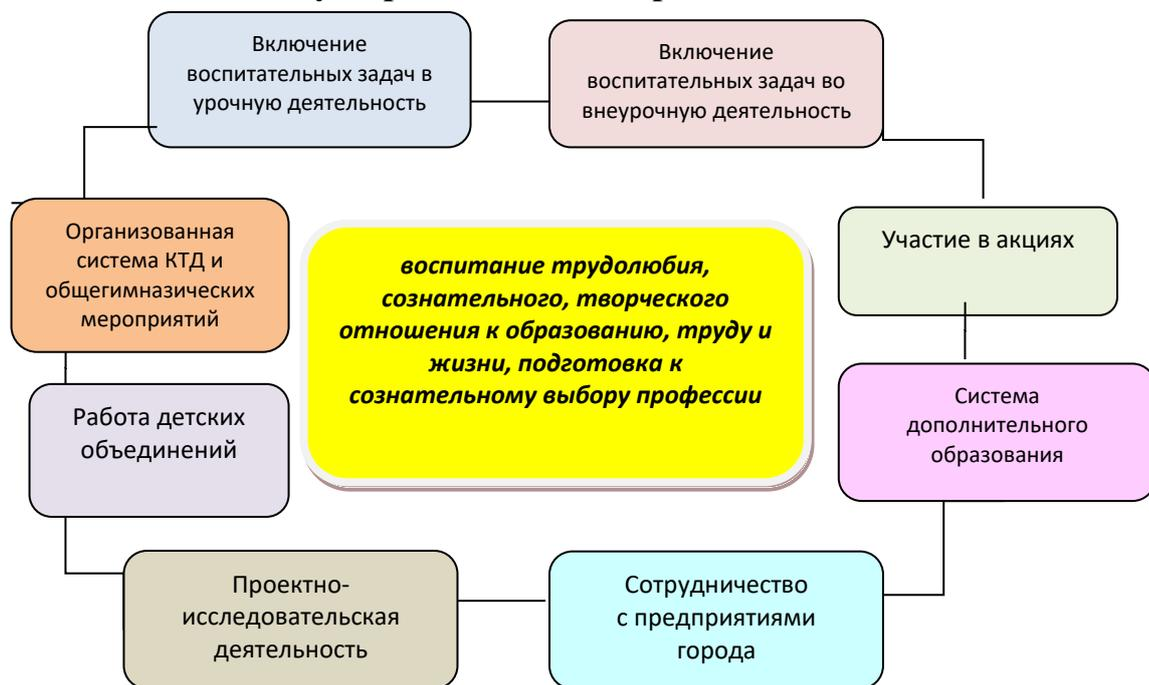 Включение
воспитательных задач в
урочную деятельность
Включение
воспитательных задач во
внеурочную деятельность
Организованная
система КТД и
общегимназических
мероприятий
воспитание трудолюбия,
сознательного, творческого
отношения к образованию, труду и
жизни, подготовка к
сознательному выбору профессии
Участие в акциях
Работа детских
объединений
Система
дополнительного
образования
Проектно-
исследовательская
деятельность
Сотрудничество
с предприятиями
города